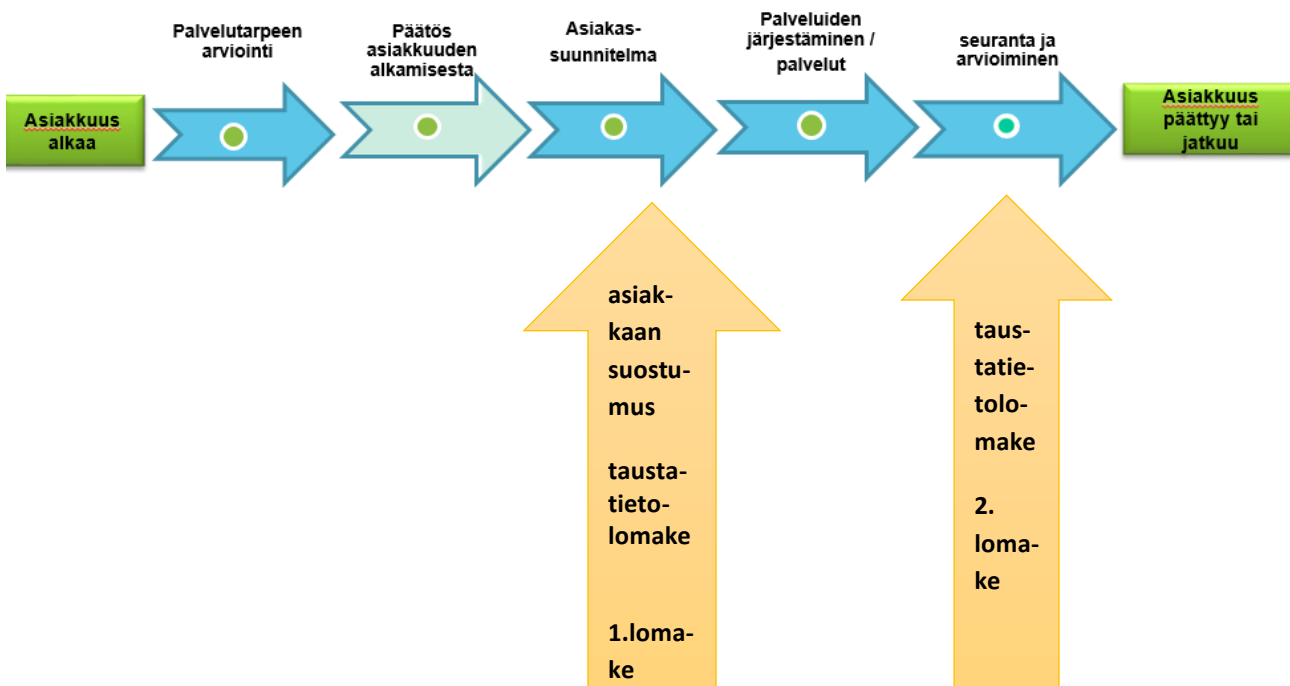 Asiakkuus
alkaa
Palvelutarpeen
arviointi
Päätös
asiakkuuden
alkamisesta
Asiakas-
suunnitelma
Palveluiden
järjestäminen /
palvelut
seuranta ja
arvioiminen
Asiakkuus
päättyy tai
jatkuu
asiak-
kaan
suostu-
mus
tausta-
tieto-
lomake
1.loma-
ke
taus-
tatie-
tolo-
make
2.
loma-
ke